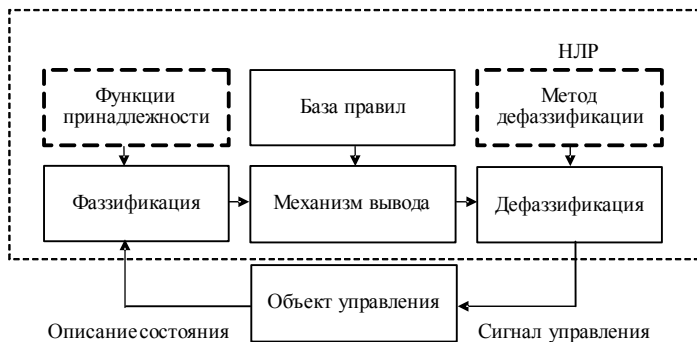 НЛР
Функции
принадлежности
База правил
Метод
дефаззификации
Фаззификация
Механизм вывода
Дефаззификация
Объект управления
Описание состояния
Сигнал управления